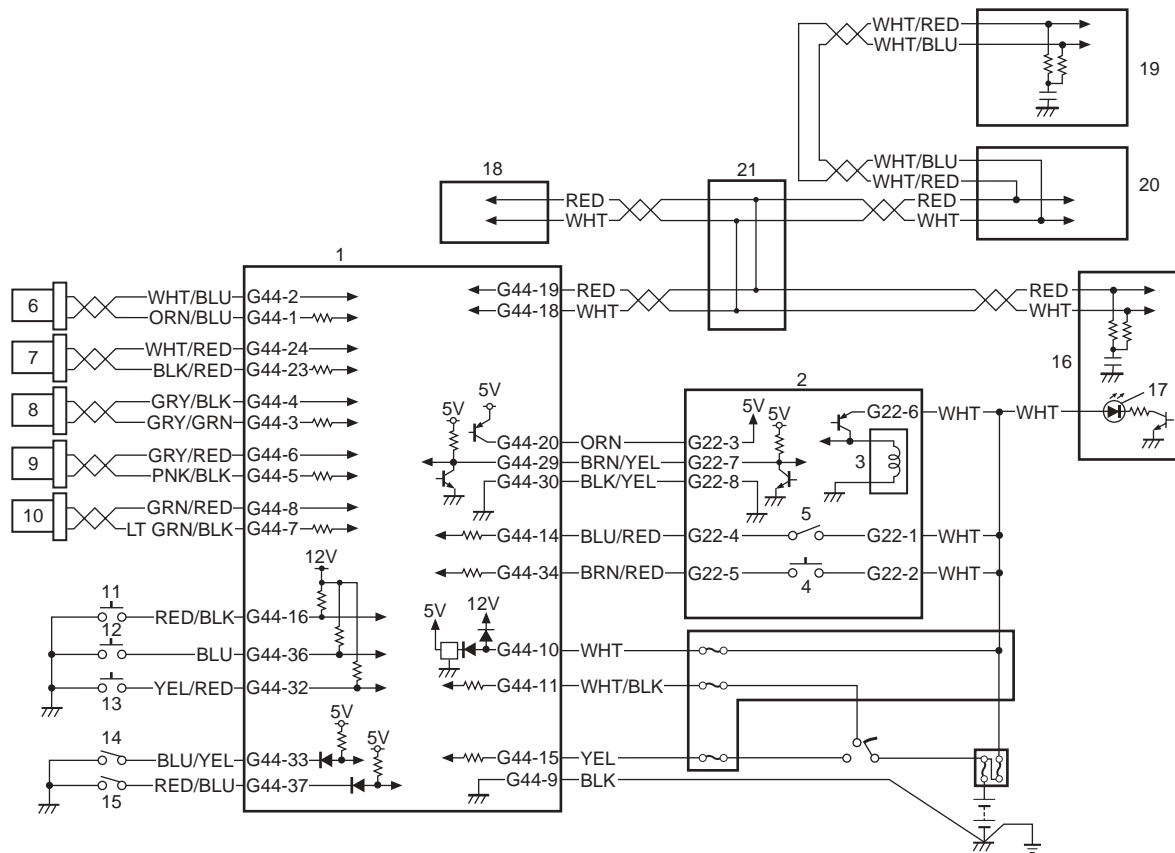 WHT/RED
WHT/BLU
19
WHT/BLU
WHT/RED
20
18
RED
WHT
21
RED
WHT
1
6
WHT/BLU G44-2
ORN/BLU G44-1
G44-19 RED
G44-18 WHT
RED
WHT
16
17
7
WHT/RED G44-24
BLK/RED G44-23
8
GRY/BLK G44-4
GRY/GRN G44-3
9
GRY/RED G44-6
PNK/BLK G44-5
10
GRN/RED G44-8
LT GRN/BLK G44-7
2
5V
5V
G44-20 ORN G22-3
5V
5V
G22-6 WHT
WHT
G44-29 BRN/YEL G22-7
3
G44-30 BLK/YEL G22-8
G44-14 BLU/RED G22-4
5
G22-1 WHT
G44-34 BRN/RED G22-5
4
G22-2 WHT
12V
11
RED/BLK G44-16
12
BLU G44-36
13
YEL/RED G44-32
5V
12V
G44-10 WHT
G44-11 WHT/BLK
14
BLU/YEL G44-33
5V
5V
15
RED/BLU G44-37
G44-15 YEL
G44-9 BLK